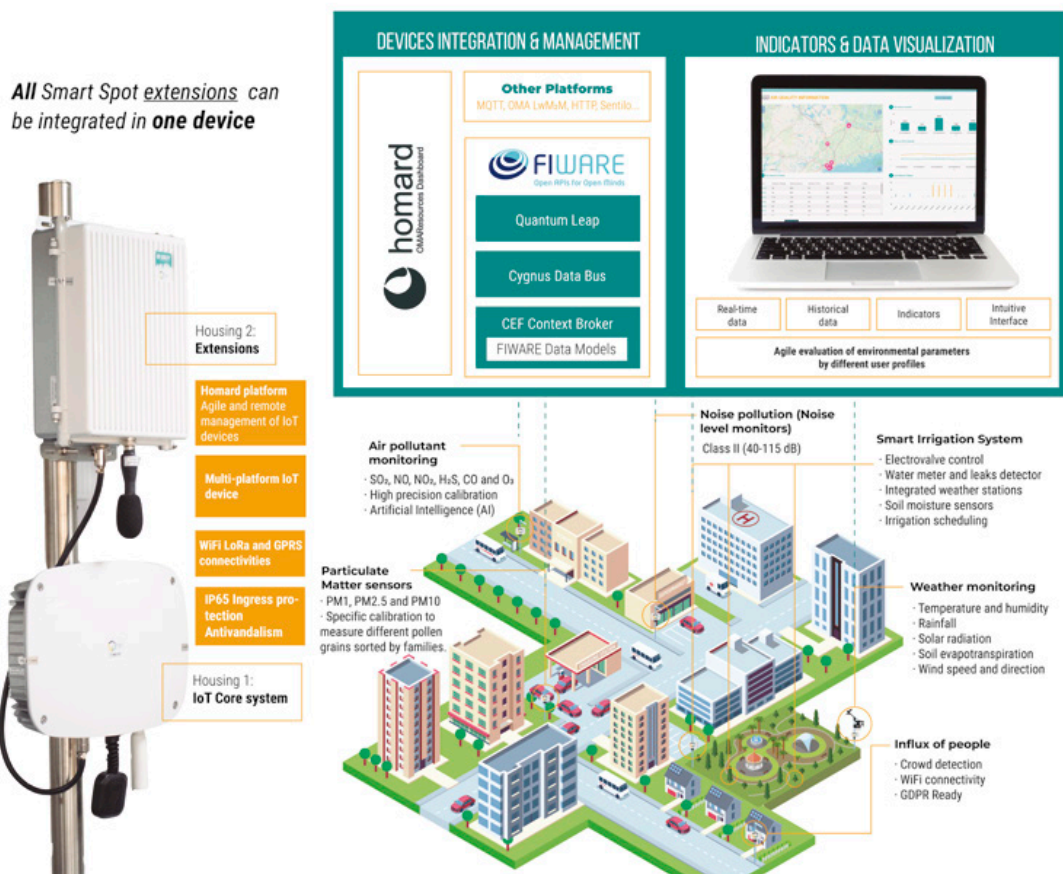 All Smart Spot extensions can
be integrated in one device
Housing 2:
Extensions
Homard platform
Agile and remote
management of IoT
devices
Multi-platform IoT
device
WiFi LoRa and GPRS
connectivities
IP65 Ingress pro-
tection
Antivandalism
Housing 1:
IoT Core system
DEVICES INTEGRATION & MANAGEMENT
homard
OMAResources Dashboard
Other Platforms
MQTT, OMA LwM2M, HTTP, Sentilo...
FIWARE
Open APIs for Open Minds
Quantum Leap
Cygnus Data Bus
CEF Context Broker
FIWARE Data Models
INDICATORS & DATA VISUALIZATION
Real-time
data
Historical
data
Indicators
Intuitive
Interface
Agile evaluation of environmental parameters
by different user profiles
Air pollutant
monitoring
· SO₂, NO, NO₂, H₂S, CO and O₃
· High precision calibration
· Artificial Intelligence (AI)
Noise pollution (Noise
level monitors)
Class II (40-115 dB)
Smart Irrigation System
· Electrovalve control
· Water meter and leaks detector
· Integrated weather stations
· Soil moisture sensors
· Irrigation scheduling
Particulate
Matter sensors
· PM1, PM2.5 and PM10
· Specific calibration to
measure different pollen
grains sorted by families.
Weather monitoring
· Temperature and humidity
· Rainfall
· Solar radiation
· Soil evapotranspiration
· Wind speed and direction
Influx of people
· Crowd detection
· WiFi connectivity
· GDPR Ready
H